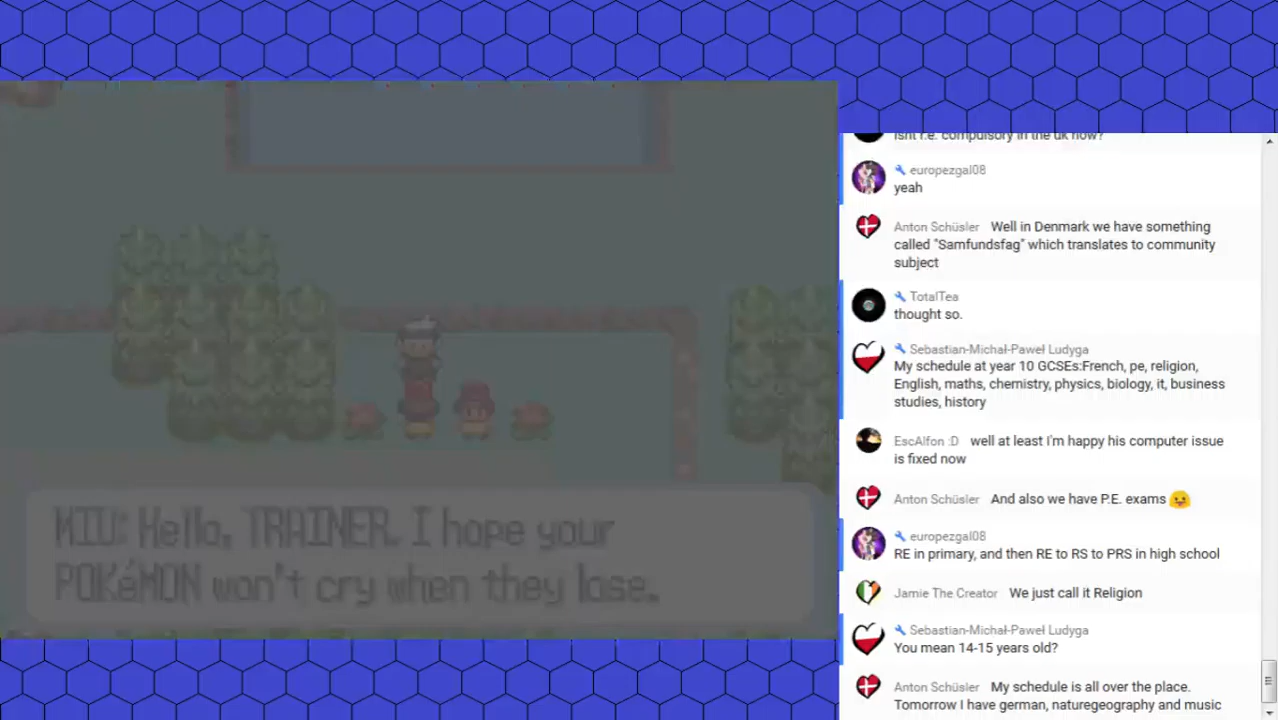 MIU: Hello, TRAINER. I hope your
POKéMON won't cry when they lose.
isnt r.e. compulsory in the uk now?
europezgal08
yeah
Anton Schüsler Well in Denmark we have something
called "Samfundsfag" which translates to community
subject
TotalTea
thought so.
Sebastian-Michał-Paweł Ludyga
My schedule at year 10 GCSEs:French, pe, religion,
English, maths, chemistry, physics, biology, it, business
studies, history
EscAlfon :D well at least i'm happy his computer issue
is fixed now
Anton Schüsler And also we have P.E. exams
europezgal08
RE in primary, and then RE to RS to PRS in high school
Jamie The Creator We just call it Religion
Sebastian-Michał-Paweł Ludyga
You mean 14-15 years old?
Anton Schüsler My schedule is all over the place.
Tomorrow I have german, naturegeography and music